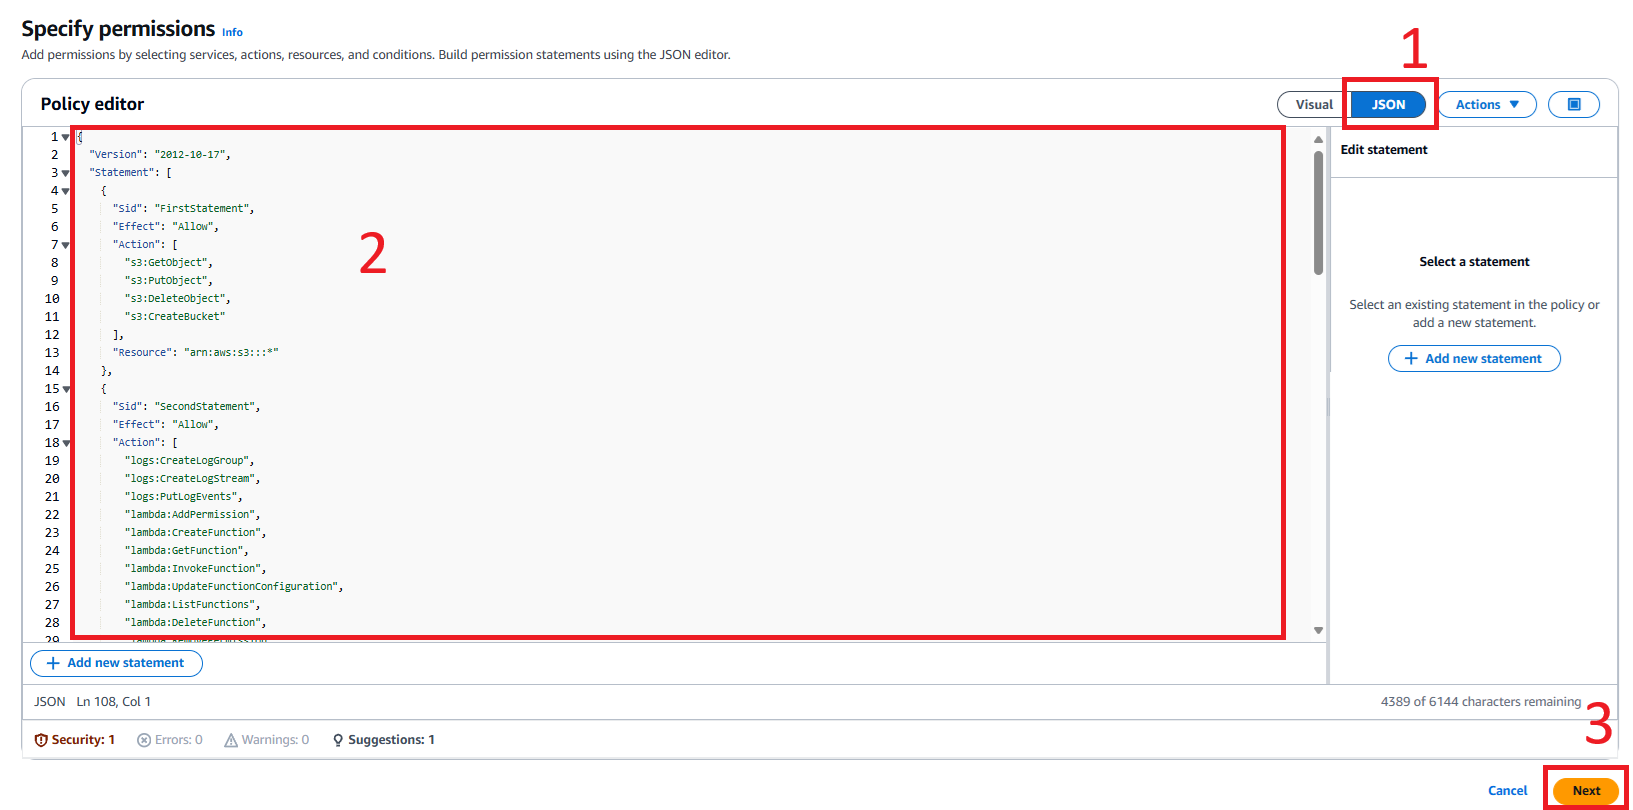 Specify permissions Info
Add permissions by selecting services, actions, resources, and conditions. Build permission statements using the JSON editor.
1
Policy editor
Visual JSON Actions
1 {
2 "Version": "2012-10-17",
3 "Statement": [
4 {
5 "Sid": "FirstStatement",
6 "Effect": "Allow",
7 "Action": [
8 "s3:GetObject",
9 "s3:PutObject",
10 "s3:DeleteObject",
11 "s3:CreateBucket"
12 ],
13 "Resource": "arn:aws:s3:::*"
14 },
15 {
16 "Sid": "SecondStatement",
17 "Effect": "Allow",
18 "Action": [
19 "logs:CreateLogGroup",
20 "logs:CreateLogStream",
21 "logs:PutLogEvents",
22 "lambda:AddPermission",
23 "lambda:CreateFunction",
24 "lambda:GetFunction",
25 "lambda:InvokeFunction",
26 "lambda:UpdateFunctionConfiguration",
27 "lambda:ListFunctions",
28 "lambda:DeleteFunction",
29
2
Edit statement
Select a statement
Select an existing statement in the policy or
add a new statement.
+ Add new statement
+ Add new statement
JSON Ln 108, Col 1
4389 of 6144 characters remaining
3
Security: 1 Errors: 0 Warnings: 0 Suggestions: 1
Cancel Next